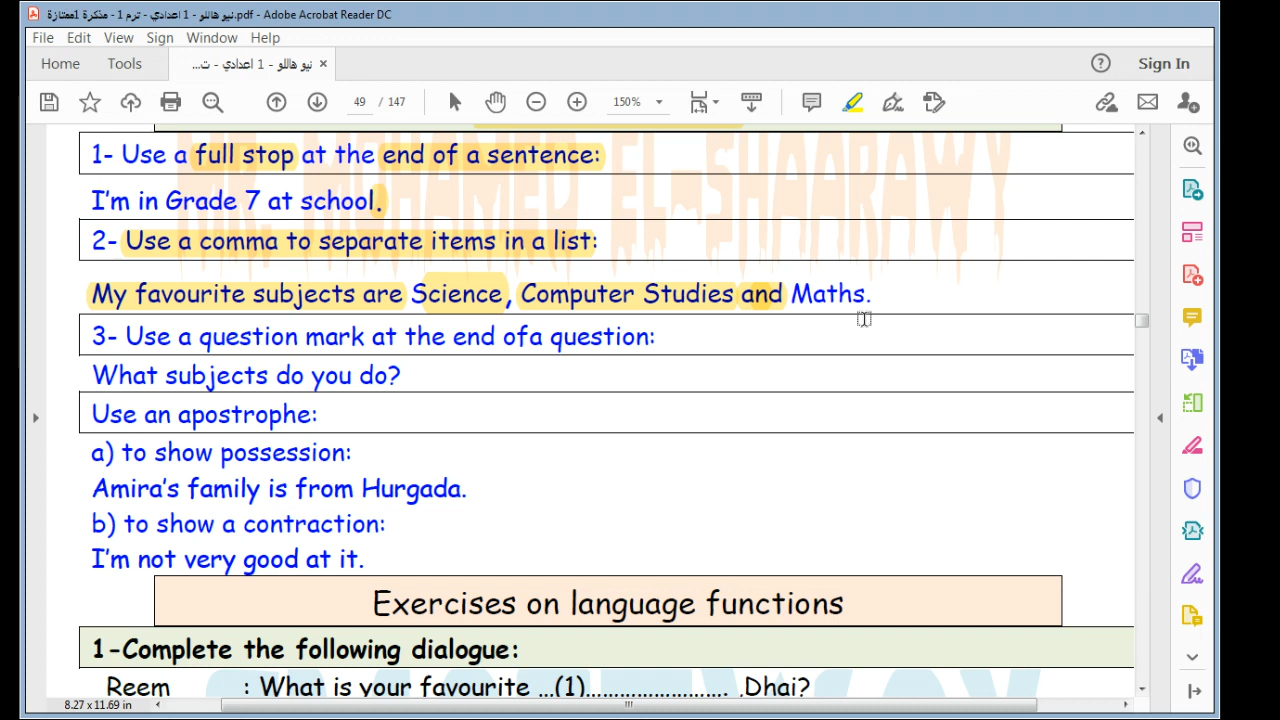 نيو هاللو - 1 اعدادي - ترم 1 - مذكرة 1ممتازة.pdf - Adobe Acrobat Reader DC
File Edit View Sign Window Help
Home Tools نيو هاللو - 1 اعدادي - ت... × ? Sign In
49 / 147 150%
MR. MOHAMED EL-SHAARAWY
1- Use a full stop at the end of a sentence:
I’m in Grade 7 at school.
2- Use a comma to separate items in a list:
My favourite subjects are Science, Computer Studies and Maths.
3- Use a question mark at the end ofa question:
What subjects do you do?
Use an apostrophe:
a) to show possession:
Amira’s family is from Hurgada.
b) to show a contraction:
I’m not very good at it.
Exercises on language functions
1-Complete the following dialogue:
Reem : What is your favourite …(1)……………………. ,Dhai?
8.27 x 11.69 in